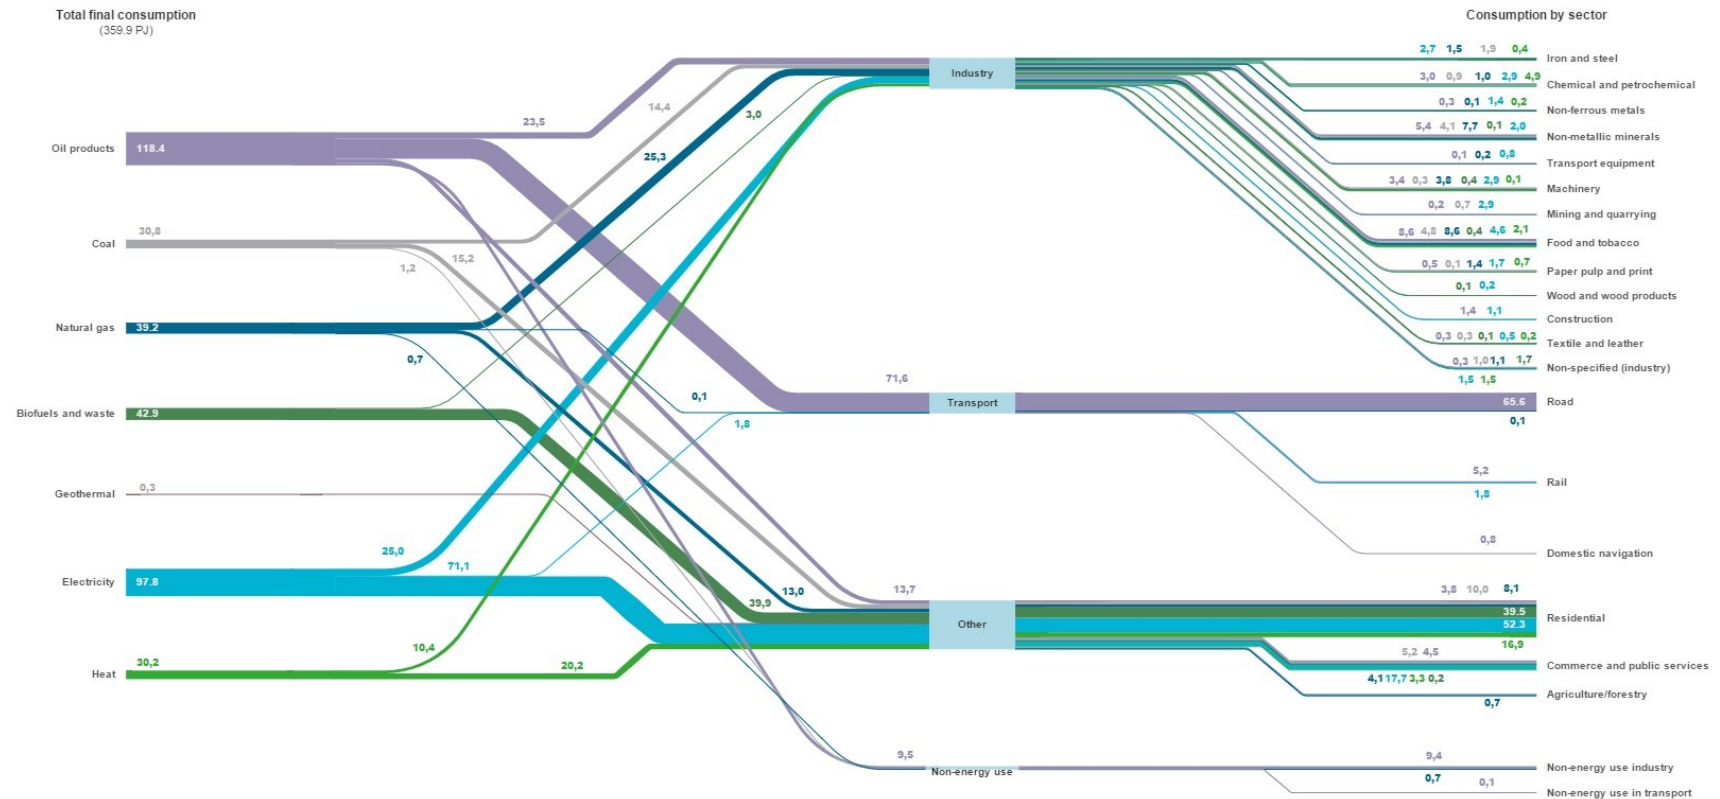 Total final consumption
(359.9 PJ)
Consumption by sector
2,7 1,5 1,9 0,4
Iron and steel
Industry
3,0 0,9 1,0 2,9 4,9
Chemical and petrochemical
14,4
3,0
0,3 0,1 1,4 0,2
Non-ferrous metals
23,5
5,4 4,1 7,7 0,1 2,0
Non-metallic minerals
Oil products
118.4
25,3
0,1 0,2 0,8
Transport equipment
3,4 0,3 3,8 0,4 2,9 0,1
Machinery
0,2 0,7 2,9
Mining and quarrying
30,8
Coal
8,6 4,8 8,6 0,4 4,6 2,1
Food and tobacco
15,2
1,2
0,5 0,1 1,4 1,7 0,7
Paper pulp and print
0,1 0,2
Wood and wood products
1,4 1,1
Construction
Natural gas
39.2
0,3 0,3 0,1 0,5 0,2
Textile and leather
0,7
0,3 1,0 1,1 1,7
Non-specified (industry)
1,5 1,5
71,6
0,1
Transport
65.6
Road
Biofuels and waste
42.9
1,8
0,1
5,2
Rail
1,8
0,3
Geothermal
0,8
Domestic navigation
25,0
71,1
Electricity
97.8
13,0
13,7
39,9
3,8 10,0 8,1
39.5
Residential
Other
52.3
16,9
10,4
30,2
20,2
5,2 4,5
Commerce and public services
Heat
4,1 17,7 3,3 0,2
Agriculture/forestry
0,7
9,5
9,4
Non-energy use
Non-energy use industry
0,7
0,1
Non-energy use in transport